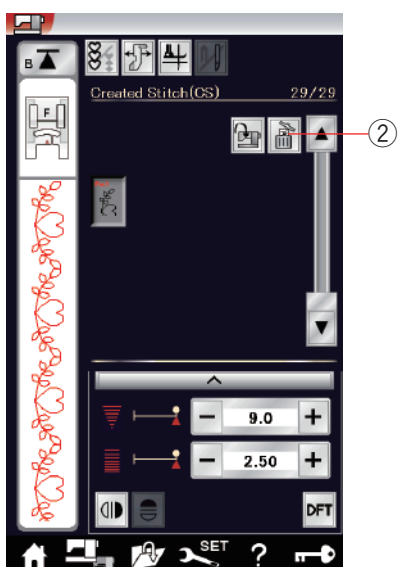 B
F
Created Stitch(CS) 29/29
2
− 9.0 +
− 2.50 +
DFT
SET
?